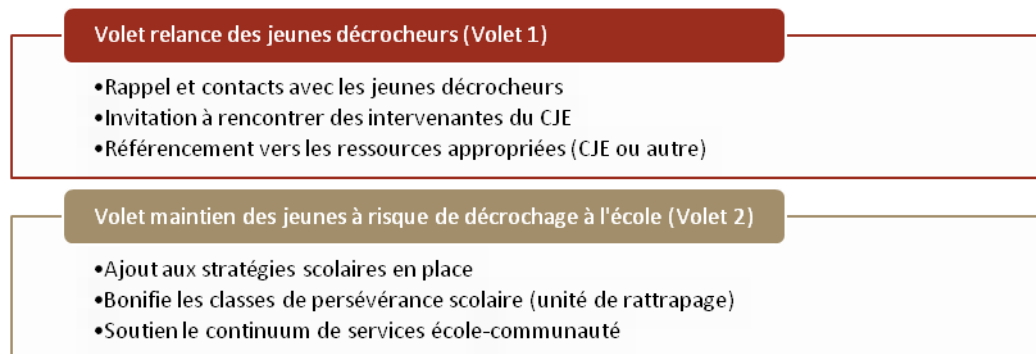 Volet relance des jeunes décrocheurs (Volet 1)
•Rappel et contacts avec les jeunes décrocheurs
•Invitation à rencontrer des intervenantes du CJE
•Référencement vers les ressources appropriées (CJE ou autre)
Volet maintien des jeunes à risque de décrochage à l'école (Volet 2)
•Ajout aux stratégies scolaires en place
•Bonifie les classes de persévérance scolaire (unité de rattrapage)
•Soutien le continuum de services école-communauté